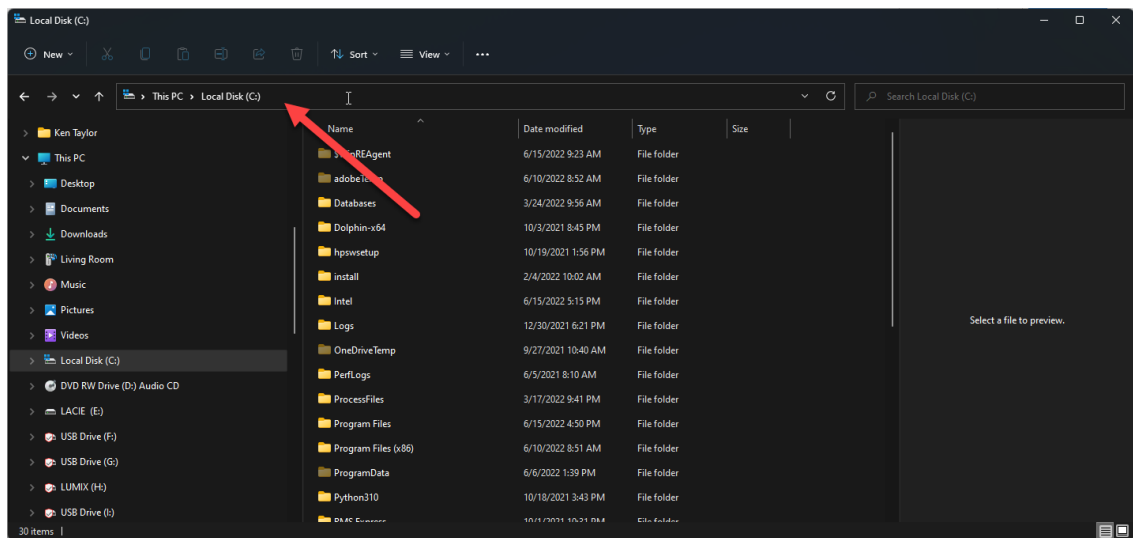 Local Disk (C:)
New Sort View
This PC > Local Disk (C:)
Search Local Disk (C:)
Ken Taylor
This PC
Desktop
Documents
Downloads
Living Room
Music
Pictures
Videos
Local Disk (C:)
DVD RW Drive (D:) Audio CD
LACIE (E:)
USB Drive (F:)
USB Drive (G:)
LUMIX (H:)
USB Drive (I:)
Name Date modified Type Size
6/15/2022 9:23 AM File folder
6/10/2022 8:52 AM File folder
Databases 3/24/2022 9:56 AM File folder
Dolphin-x64 10/3/2021 8:45 PM File folder
hpswsetup 10/19/2021 1:56 PM File folder
install 2/4/2022 10:02 AM File folder
Intel 6/15/2022 5:15 PM File folder
Logs 12/30/2021 6:21 PM File folder
OneDriveTemp 9/27/2021 10:40 AM File folder
PerfLogs 6/5/2021 8:10 AM File folder
ProcessFiles 3/17/2022 9:41 PM File folder
Program Files 6/15/2022 4:50 PM File folder
Program Files (x86) 6/10/2022 8:51 AM File folder
ProgramData 6/6/2022 1:39 PM File folder
Python310 10/18/2021 3:43 PM File folder
10/1/2021 10:31 PM File folder
Select a file to preview.
30 items